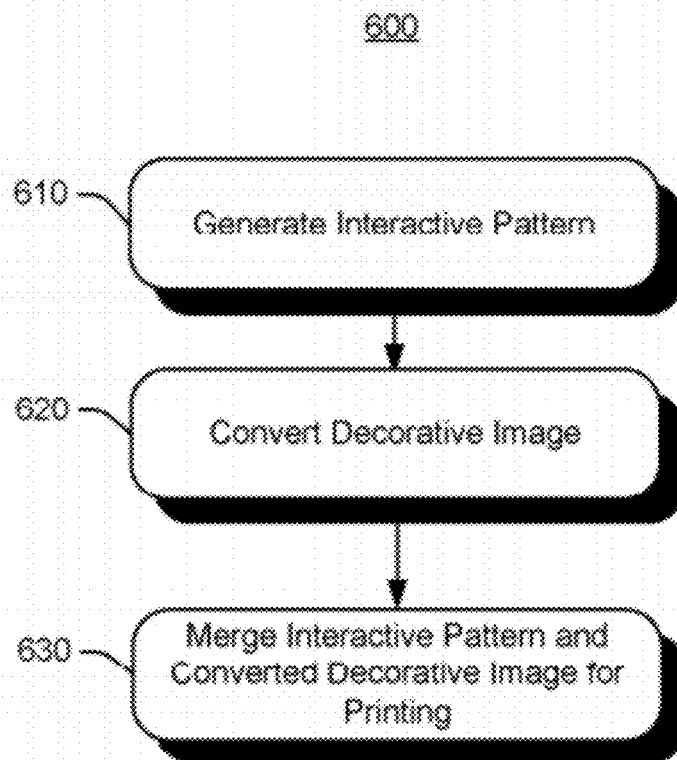 600
610
Generate Interactive Pattern
620
Convert Decorative Image
630
Merge Interactive Pattern and
Converted Decorative Image for
Printing